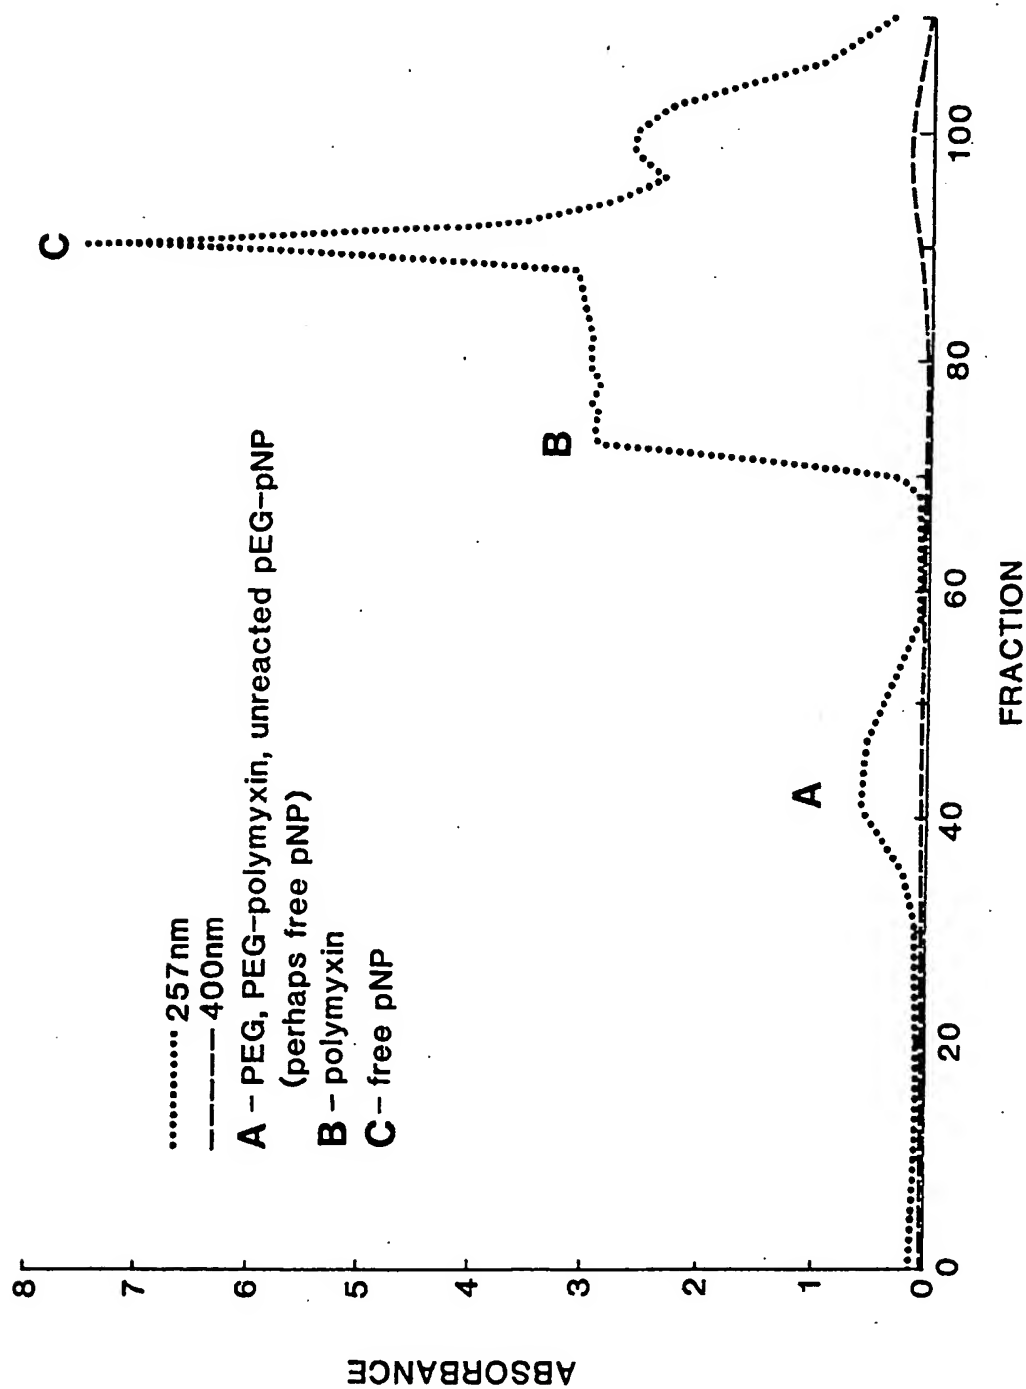 ABSORBANCE
8
7
6
5
4
3
2
1
0
257nm
400nm
A – PEG, PEG–polymyxin, unreacted pEG–pNP
(perhaps free pNP)
B – polymyxin
C – free pNP
A
B
C
0
20
40
60
80
100
FRACTION